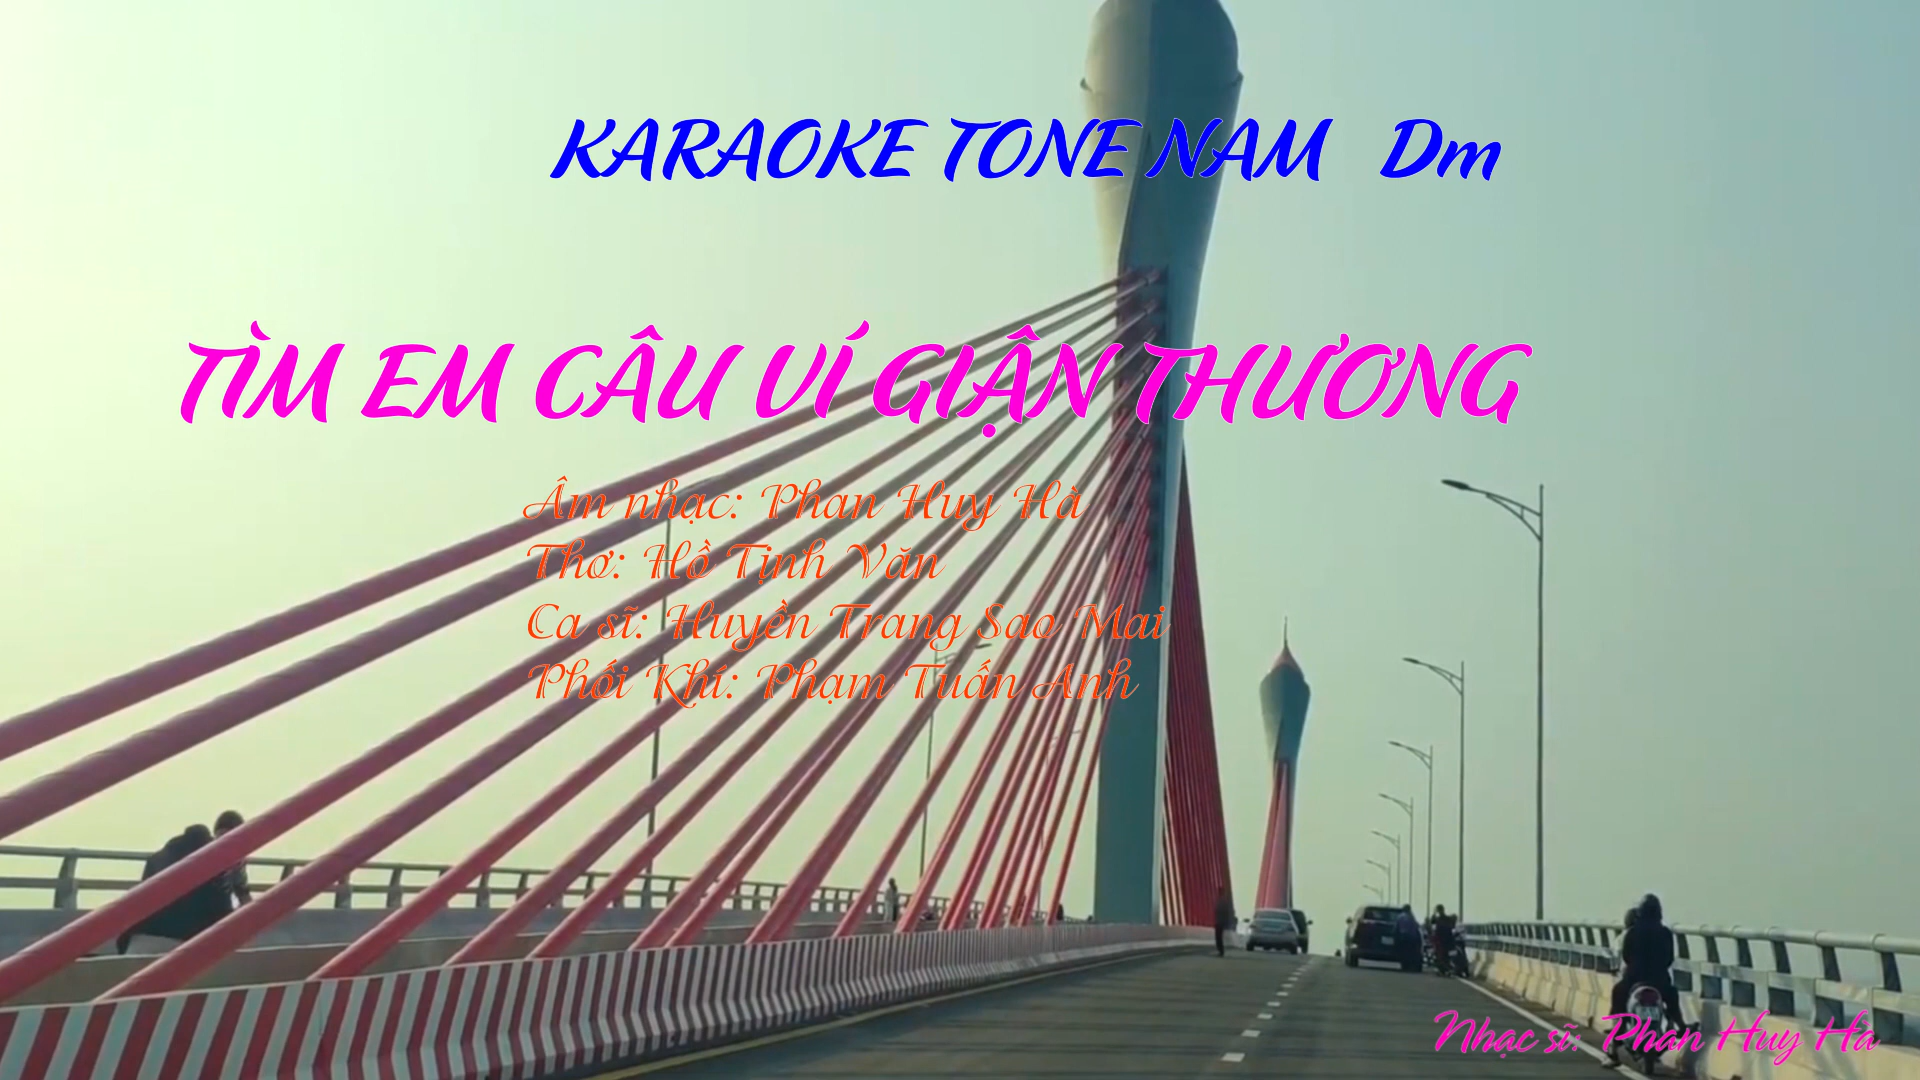 KARAOKE TONE NAM Dm
TÌM EM CÂU VÍ GIẬN THƯƠNG
Âm nhạc: Phan Huy Hà
Thơ: Hồ Tịnh Văn
Ca sĩ: Huyền Trang Sao Mai
Phối Khí: Phạm Tuấn Anh
Nhạc sĩ: Phan Huy Hà